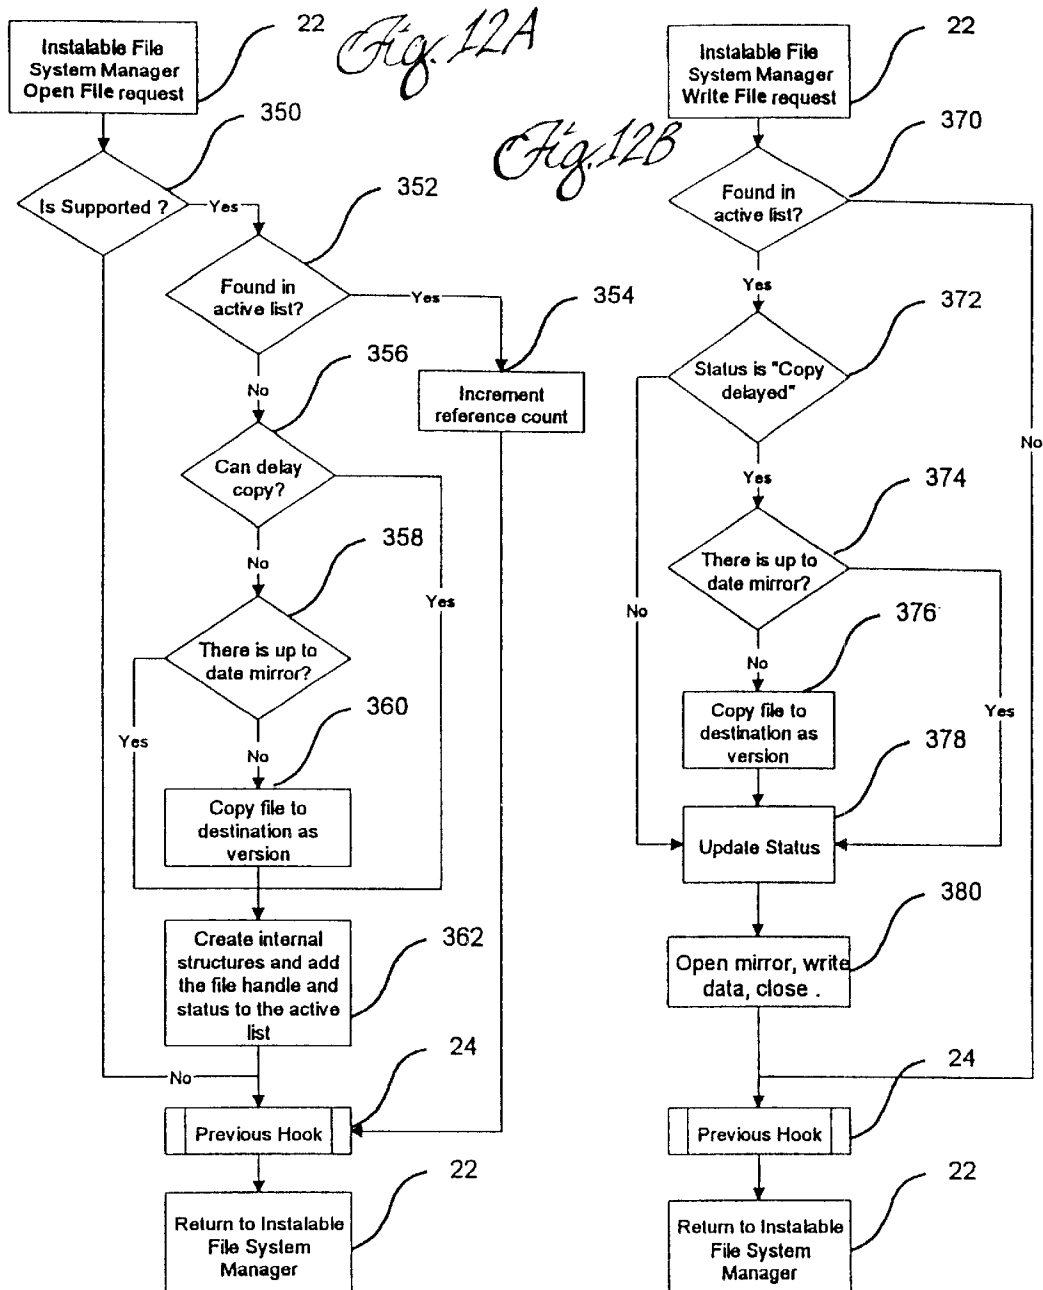 Fig. 12A
22
Instalable File
System Manager
Open File request
350
Is Supported ?
Yes
352
Found in
active list?
Yes
354
Increment
reference count
No
356
Can delay
copy?
No
Yes
358
There is up to
date mirror?
Yes
No
360
Copy file to
destination as
version
362
Create internal
structures and add
the file handle and
status to the active
list
No
24
Previous Hook
22
Return to Instalable
File System
Manager
Fig. 12B
22
Instalable File
System Manager
Write File request
370
Found in
active list?
Yes
No
372
Status is "Copy
delayed"
Yes
No
374
There is up to
date mirror?
No
Yes
376
Copy file to
destination as
version
378
Update Status
380
Open mirror, write
data, close .
24
Previous Hook
22
Return to Instalable
File System
Manager